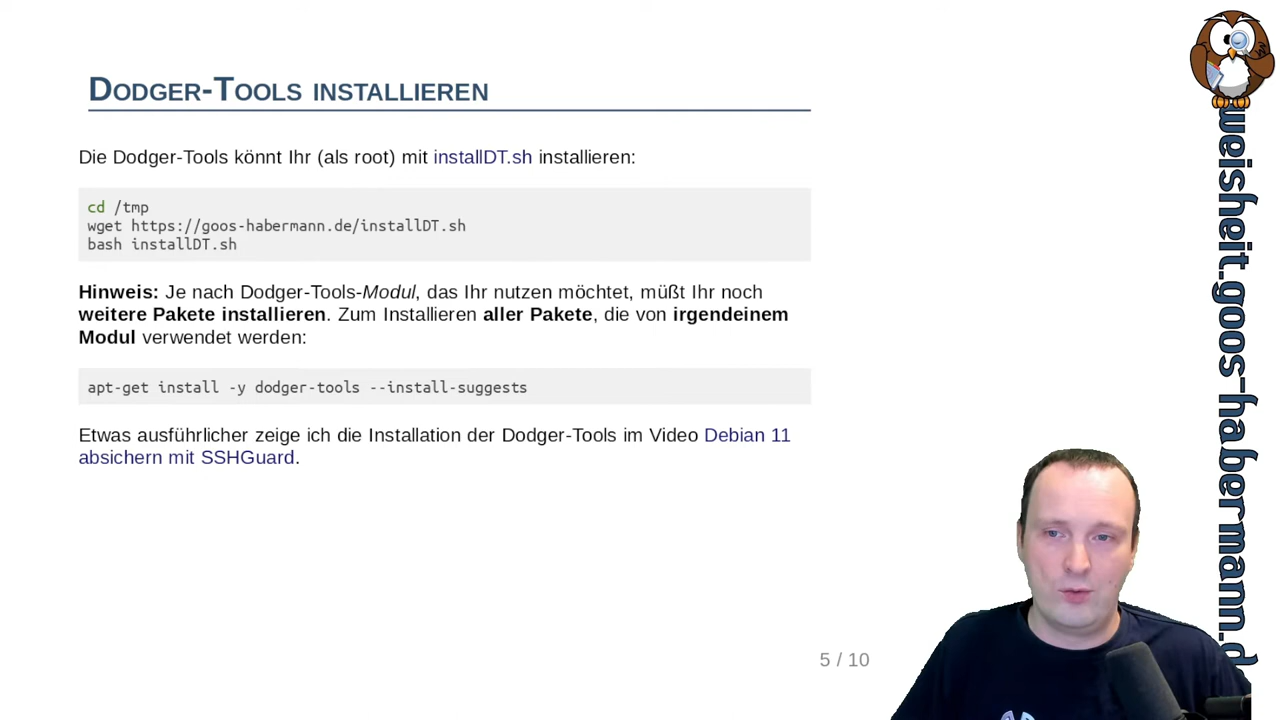 Dodger-Tools installieren
Die Dodger-Tools könnt Ihr (als root) mit installDT.sh installieren:
cd /tmp
wget https://goos-habermann.de/installDT.sh
bash installDT.sh
Hinweis: Je nach Dodger-Tools-Modul, das Ihr nutzen möchtet, müßt Ihr noch
weitere Pakete installieren. Zum Installieren aller Pakete, die von irgendeinem
Modul verwendet werden:
apt-get install -y dodger-tools --install-suggests
Etwas ausführlicher zeige ich die Installation der Dodger-Tools im Video Debian 11
absichern mit SSHGuard.
5 / 10
weisheit.goos-habermann.d